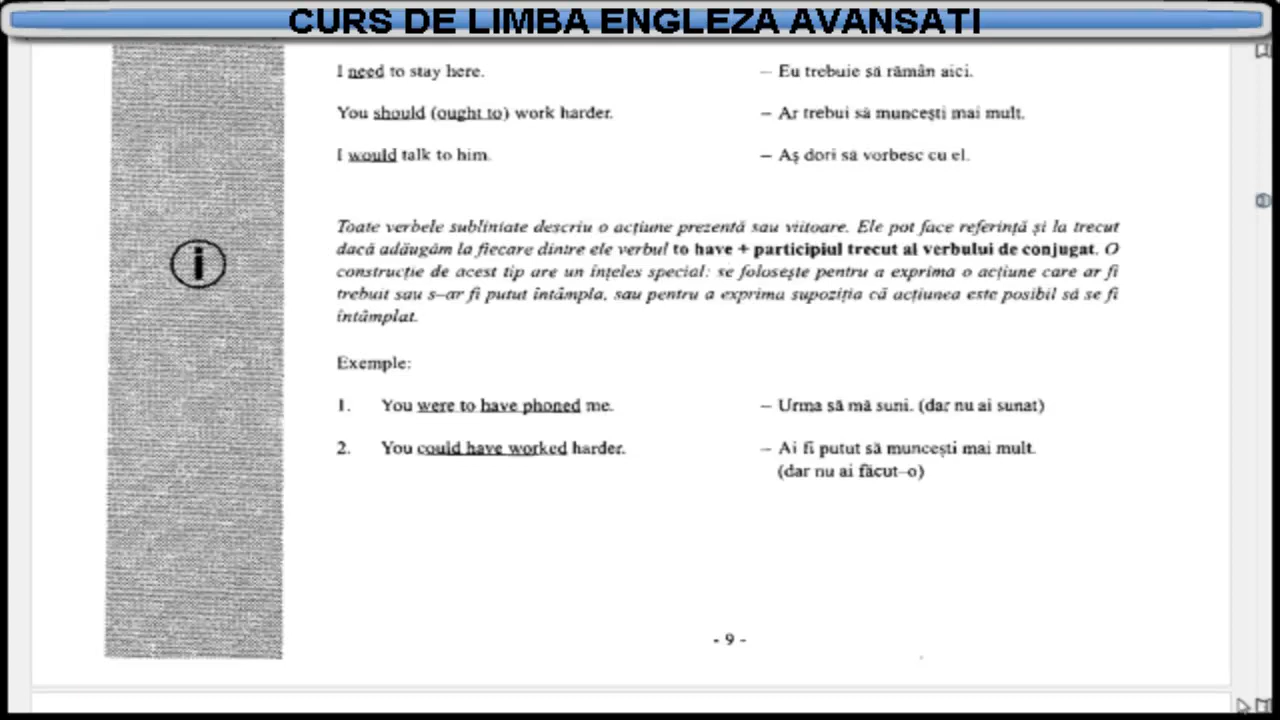 CURS DE LIMBA ENGLEZA AVANSATI
I need to stay here. – Eu trebuie să rămân aici.
You should (ought to) work harder. – Ar trebui să muncești mai mult.
I would talk to him. – Aș dori să vorbesc cu el.
Toate verbele subliniate descriu o acțiune prezentă sau viitoare. Ele pot face referință și la trecut
dacă adăugăm la fiecare dintre ele verbul to have + participiul trecut al verbului de conjugat. O
construcție de acest tip are un înțeles special: se folosește pentru a exprima o acțiune care ar fi
trebuit sau s–ar fi putut întâmpla, sau pentru a exprima supoziția că acțiunea este posibil să se fi
întâmplat.
Exemple:
1. You were to have phoned me. – Urma să mă suni. (dar nu ai sunat)
2. You could have worked harder. – Ai fi putut să muncești mai mult.
(dar nu ai făcut–o)
- 9 -